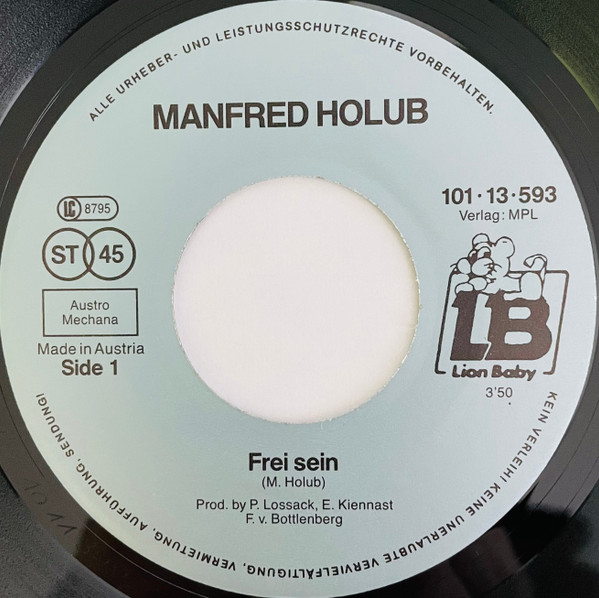 ALLE URHEBER- UND LEISTUNGSSCHUTZRECHTE VORBEHALTEN.
MANFRED HOLUB
LC 8795
ST 45
Austro
Mechana
Made in Austria
Side 1
101·13·593
Verlag: MPL
LB
Lion Baby
3'50
Frei sein
(M. Holub)
Prod. by P. Lossack, E. Kiennast
F. v. Bottlenberg
KEIN VERLEIH! KEINE UNERLAUBTE VERVIELFÄLTIGUNG, VERMIETUNG, AUFFÜHRUNG, SENDUNG!